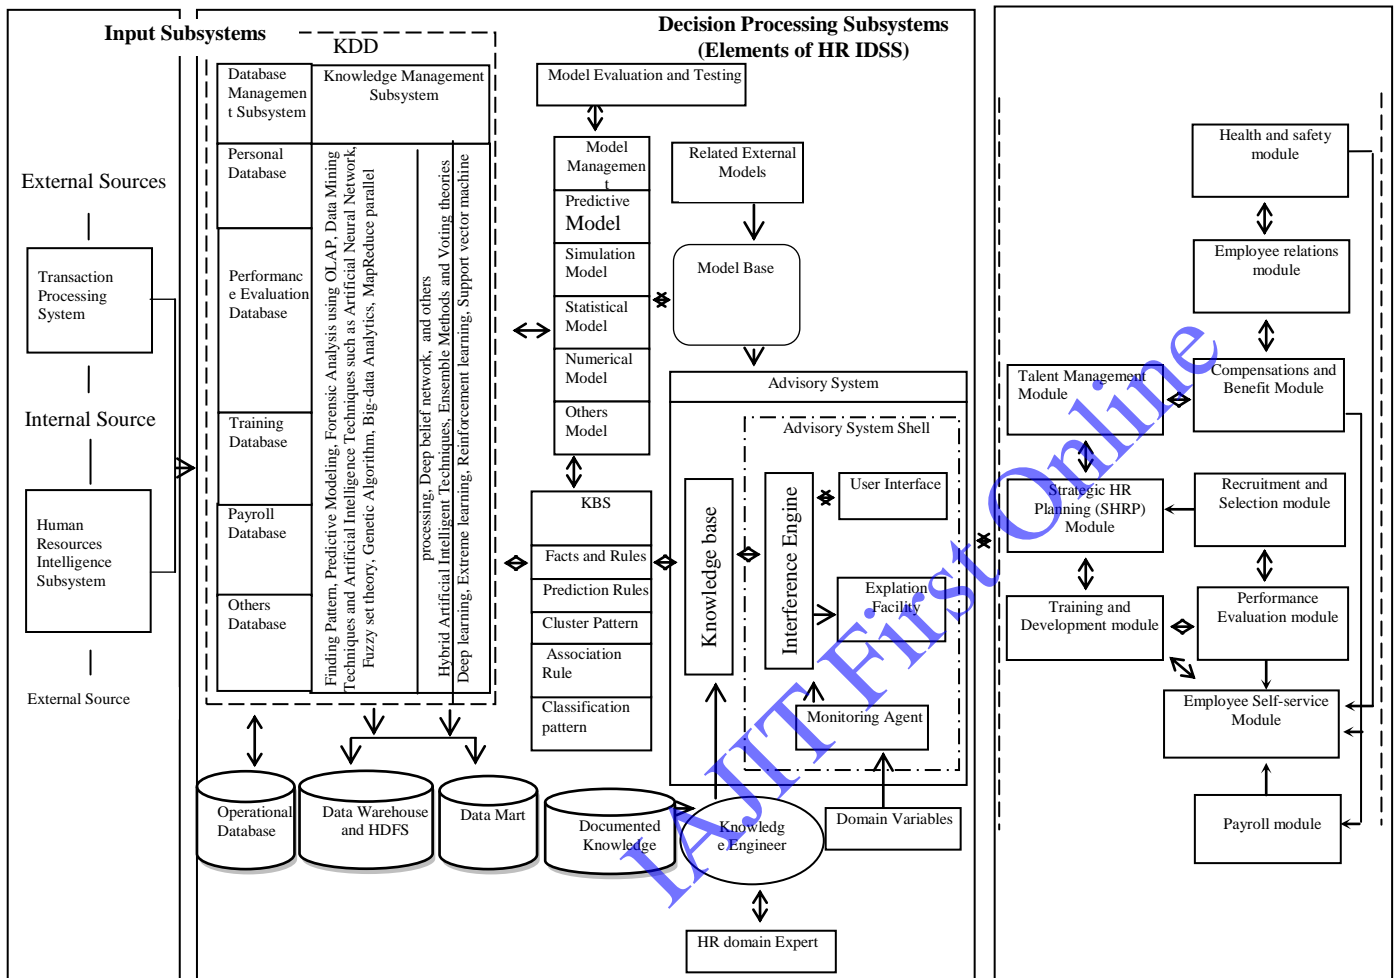 Input Subsystems
External Sources
Transaction
Processing
System
Internal Source
Human
Resources
Intelligence
Subsystem
External Source
Decision Processing Subsystems
(Elements of HR IDSS)
KDD
Database
Managemen
t Subsystem
Knowledge Management
Subsystem
Personal
Database
Performanc
e Evaluation
Database
Training
Database
Payroll
Database
Others
Database
Finding Pattern, Predictive Modeling, Forensic Analysis using OLAP, Data Mining
Techniques and Artificial Intelligence Techniques such as Artificial Neural Network,
Fuzzy set theory, Genetic Algorithm, Big-data Analytics, MapReduce parallel
processing, Deep belief network, and others
Hybrid Artificial Intelligent Techniques, Ensemble Methods and Voting theories
Deep learning, Extreme learning, Reinforcement learning, Support vector machine
Operational
Database
Data Warehouse
and HDFS
Data Mart
Documented
Knowledge
Model Evaluation and Testing
Model
Managemen
t
Predictive
Model
Simulation
Model
Statistical
Model
Numerical
Model
Others
Model
Related External
Models
Model Base
KBS
Facts and Rules
Prediction Rules
Cluster Pattern
Association
Rule
Classification
pattern
Advisory System
Advisory System Shell
Knowledge base
Interference Engine
User Interface
Explation
Facility
Monitoring Agent
Knowledg
e Engineer
Domain Variables
HR domain Expert
Health and safety
module
Employee relations
module
Talent Management
Module
Compensations and
Benefit Module
Strategic HR
Planning (SHRP)
Module
Recruitment and
Selection module
Training and
Development module
Performance
Evaluation module
Employee Self-service
Module
Payroll module
IAJIT First Online